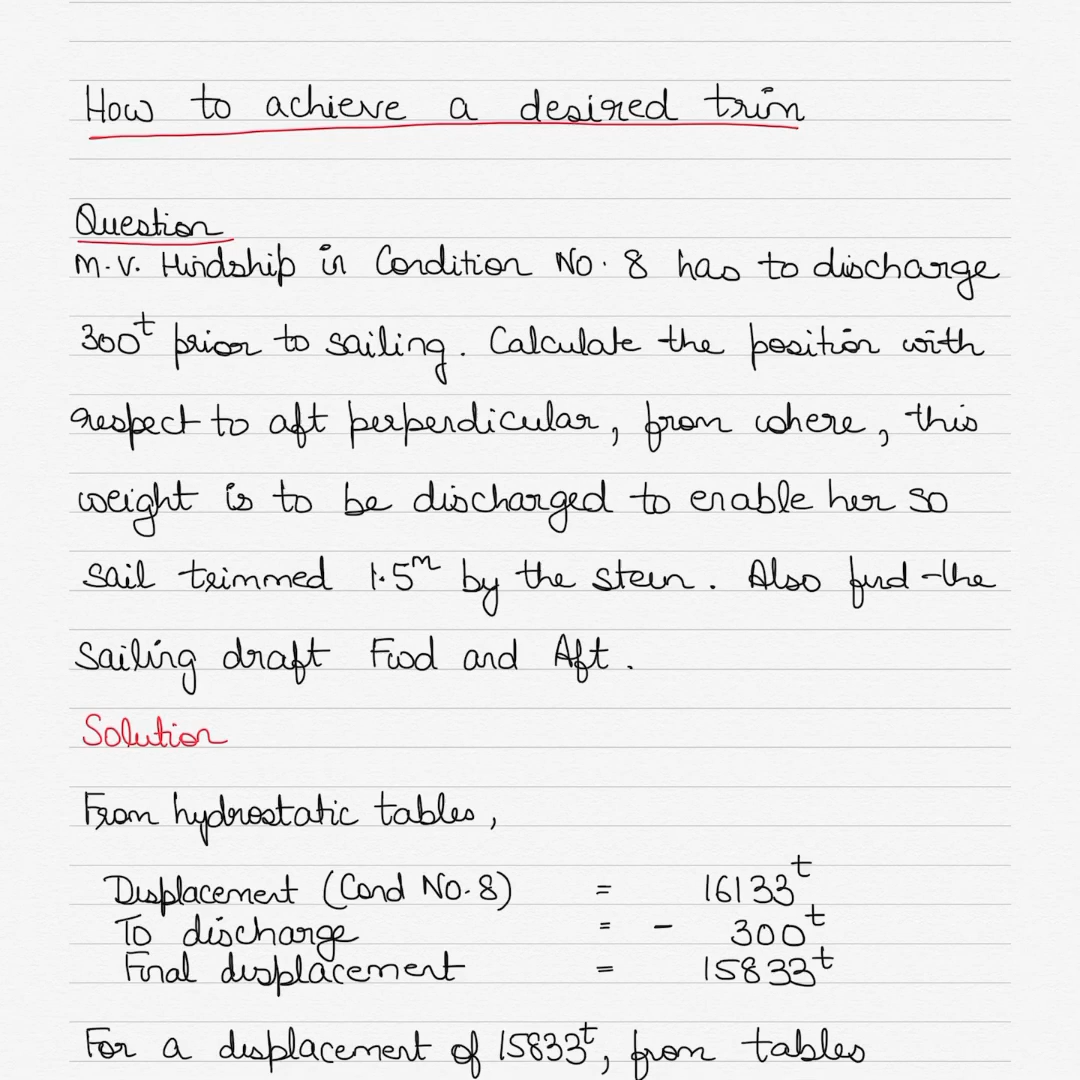 How to achieve a desired trim
Question
M.V. Hindship in Condition No. 8 has to discharge
300t prior to sailing. Calculate the position with
respect to aft perpendicular, from where, this
weight is to be discharged to enable her so
sail trimmed 1.5m by the stern. Also find the
sailing draft Fwd and Aft.
Solution
From hydrostatic tables,
Displacement (Cond No. 8) = 16133t
To discharge = - 300t
Final displacement = 15833t
For a displacement of 15833t, from tables